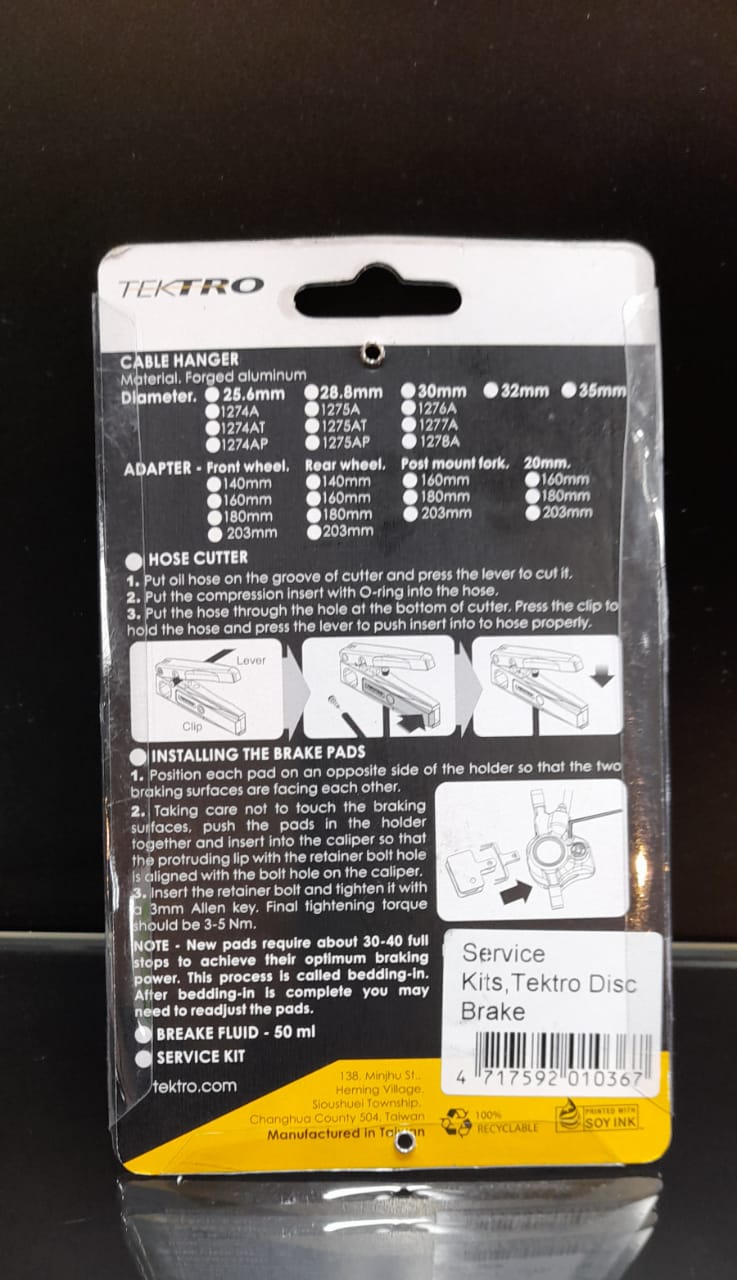 TEKTRO
CABLE HANGER
Material. Forged aluminum
Diameter. 25.6mm 28.8mm 30mm 32mm 35mm
1274A 1275A 1276A
1274AT 1275AT 1277A
1274AP 1275AP 1278A
ADAPTER - Front wheel. Rear wheel. Post mount fork. 20mm.
140mm 140mm 160mm 160mm
160mm 160mm 180mm 180mm
180mm 180mm 203mm 203mm
203mm 203mm
HOSE CUTTER
1. Put oil hose on the groove of cutter and press the lever to cut it.
2. Put the compression insert with O-ring into the hose.
3. Put the hose through the hole at the bottom of cutter. Press the clip to
hold the hose and press the lever to push insert into to hose properly.
Lever
Clip
INSTALLING THE BRAKE PADS
1. Position each pad on an opposite side of the holder so that the two
braking surfaces are facing each other.
2. Taking care not to touch the braking
surfaces, push the pads in the holder
together and insert into the caliper so that
the protruding lip with the retainer bolt hole
is aligned with the bolt hole on the caliper.
3. Insert the retainer bolt and tighten it with
a 3mm Allen key. Final tightening torque
should be 3-5 Nm.
NOTE - New pads require about 30-40 full
stops to achieve their optimum braking
power. This process is called bedding-in.
After bedding-in is complete you may
need to readjust the pads.
BREAKE FLUID - 50 ml
SERVICE KIT
tektro.com
Service
Kits,Tektro Disc
Brake
4 717592 010367
138, Minjhu St.,
Heming Village,
Sioushuei Township,
Changhua County 504, Taiwan
Manufactured in Taiwan
100%
RECYCLABLE
PRINTED WITH
SOY INK